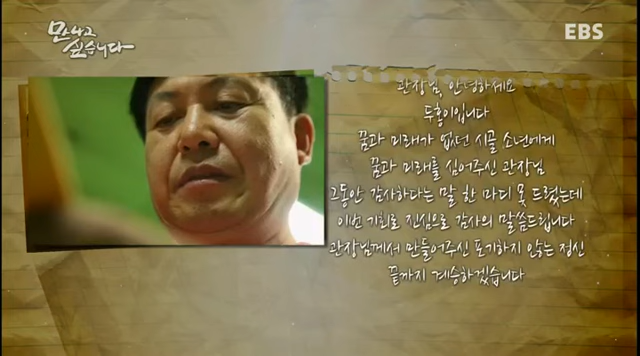 만나고
싶습니다
EBS
관장님, 안녕하세요
두홍이입니다
꿈과 미래가 없던 시골 소년에게
꿈과 미래를 심어주신 관장님
그동안 감사하다는 말 한 마디 못 드렸는데
이번 기회로 진심으로 감사의 말씀드립니다
관장님께서 만들어주신 포기하지 않는 정신
끝까지 계승하겠습니다